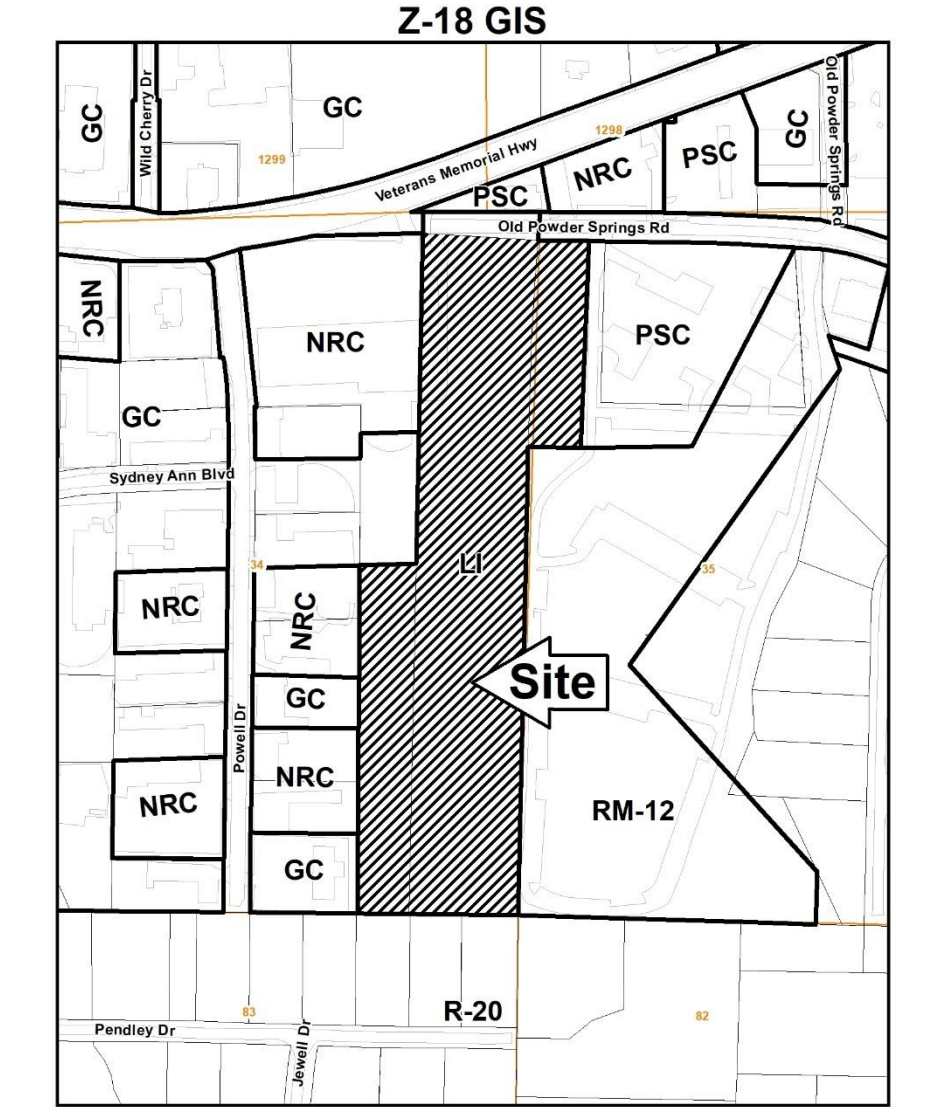 Z-18 GIS
GC
Wild Cherry Dr
GC
1299
Veterans Memorial Hwy
1298
PSC
NRC
PSC
GC
Old Powder Springs Rd
Old Powder Springs Rd
NRC
NRC
PSC
GC
Sydney Ann Blvd
34
LI
35
NRC
NRC
Site
GC
Powell Dr
NRC
NRC
RM-12
GC
83
R-20
82
Pendley Dr
Jewell Dr